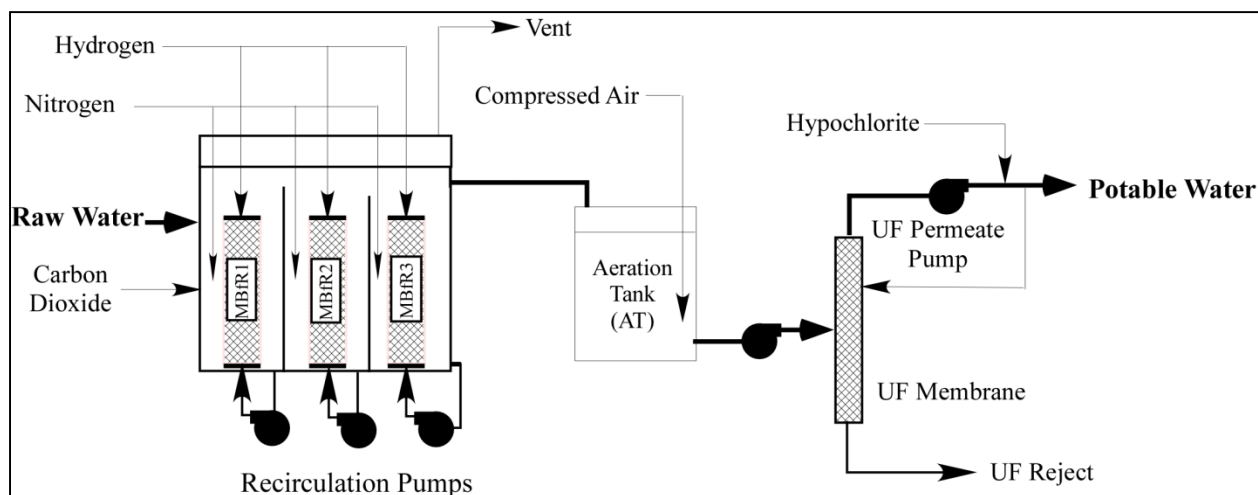 Hydrogen
Vent
Nitrogen
Compressed Air
Hypochlorite
Raw Water
Potable Water
Carbon
Dioxide
MBfR1
MBfR2
MBfR3
Aeration
Tank
(AT)
UF Permeate
Pump
UF Membrane
UF Reject
Recirculation Pumps